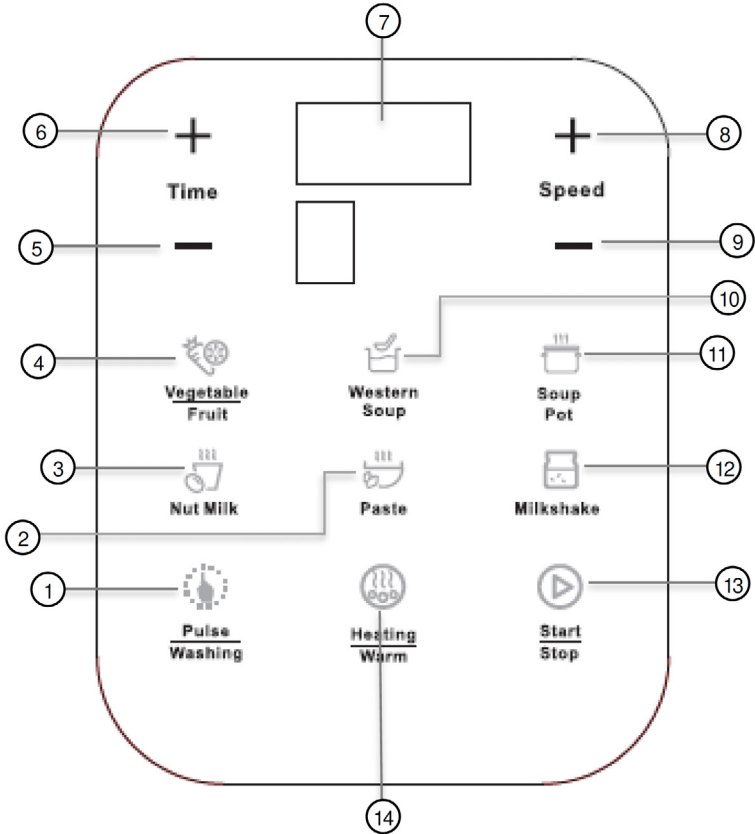 7
6
+
+
8
Time
Speed
5
−
−
9
10
4
11
Vegetable
Fruit
Western
Soup
Soup
Pot
3
12
Nut Milk
Paste
Milkshake
2
1
13
Pulse
Washing
Heating
Warm
Start
Stop
14